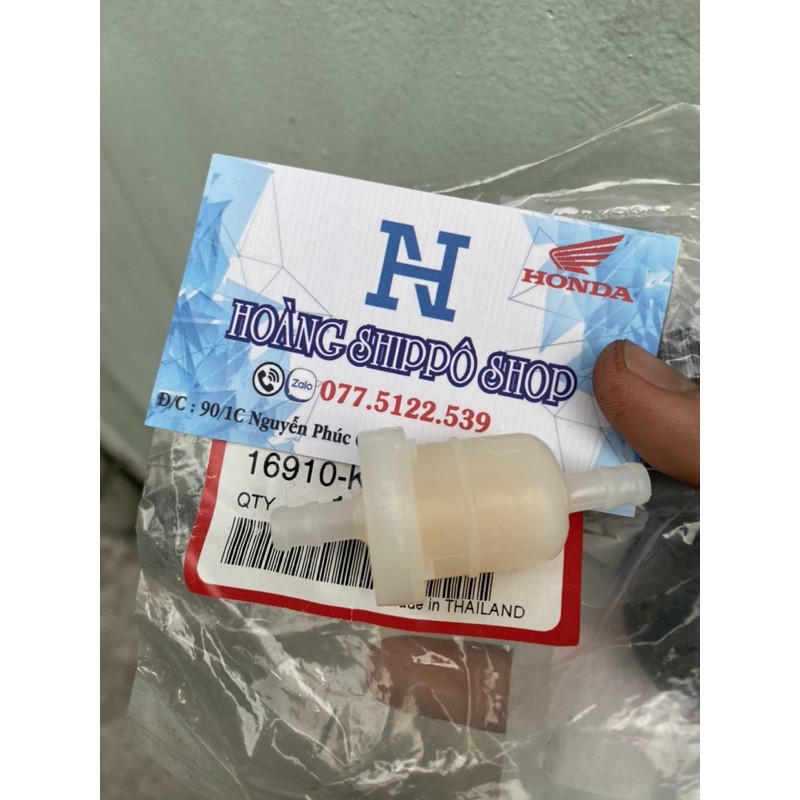 HONDA
HOÀNG SHIPPÔ SHOP
Zalo 077.5122.539
Đ/C : 90/1C Nguyễn Phúc
16910-K
QTY
Made in THAILAND